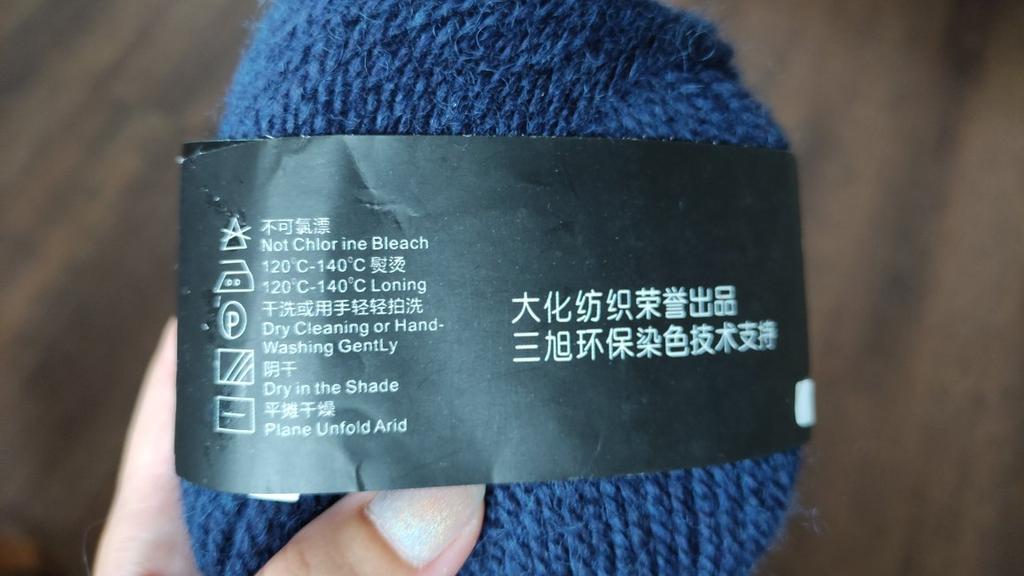 不可氯漂
Not Chlor ine Bleach
120°C-140°C 熨烫
120°C-140°C Loning
干洗或用手轻轻拍洗
Dry Cleaning or Hand-
Washing GentLy
阴干
Dry in the Shade
平摊干燥
Plane Unfold Arid
大化纺织荣誉出品
三旭环保染色技术支持